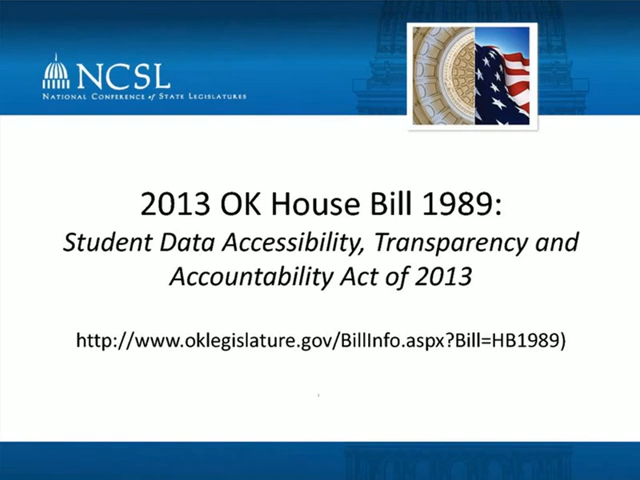 NCSL
NATIONAL CONFERENCE of STATE LEGISLATURES
2013 OK House Bill 1989:
Student Data Accessibility, Transparency and
Accountability Act of 2013
http://www.oklegislature.gov/BillInfo.aspx?Bill=HB1989)